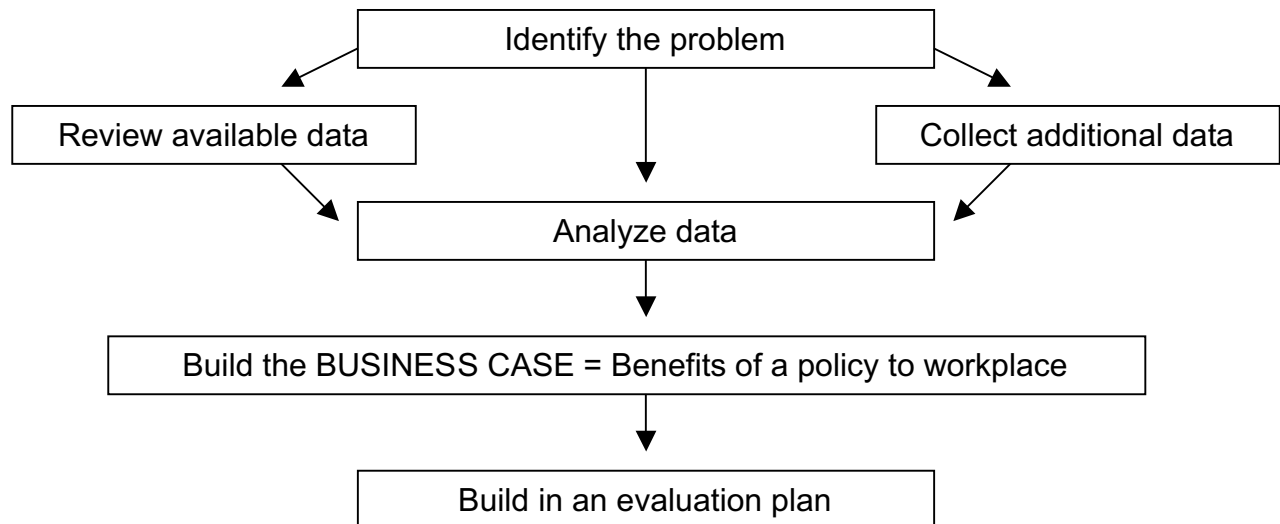 Identify the problem
Review available data
Collect additional data
Analyze data
Build the BUSINESS CASE = Benefits of a policy to workplace
Build in an evaluation plan